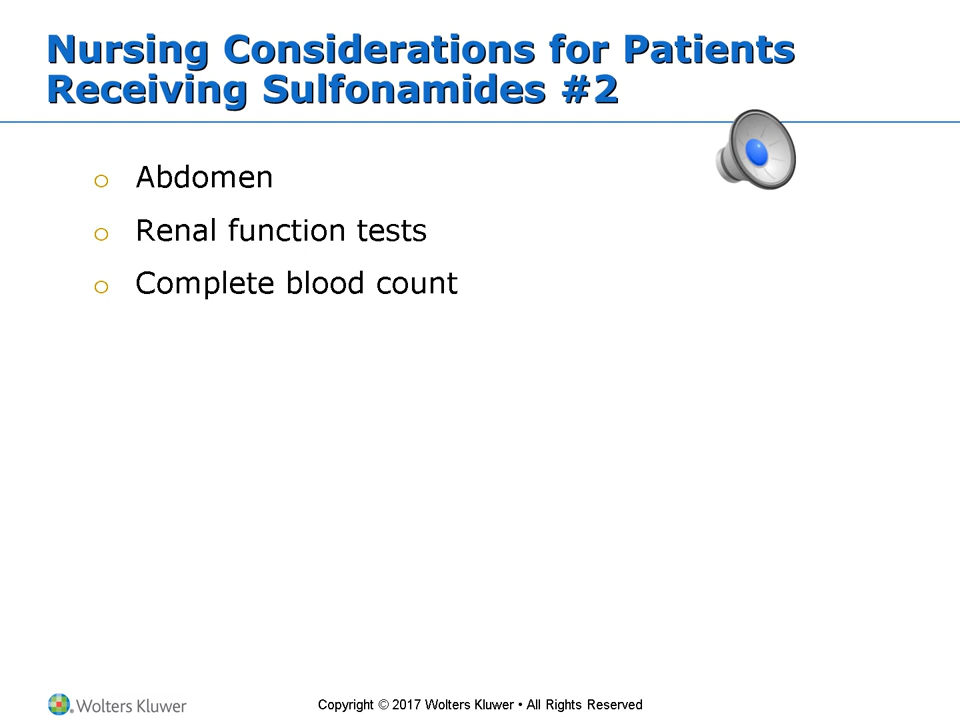 Nursing Considerations for Patients
Receiving Sulfonamides #2
o Abdomen
o Renal function tests
o Complete blood count
Wolters Kluwer
Copyright © 2017 Wolters Kluwer • All Rights Reserved